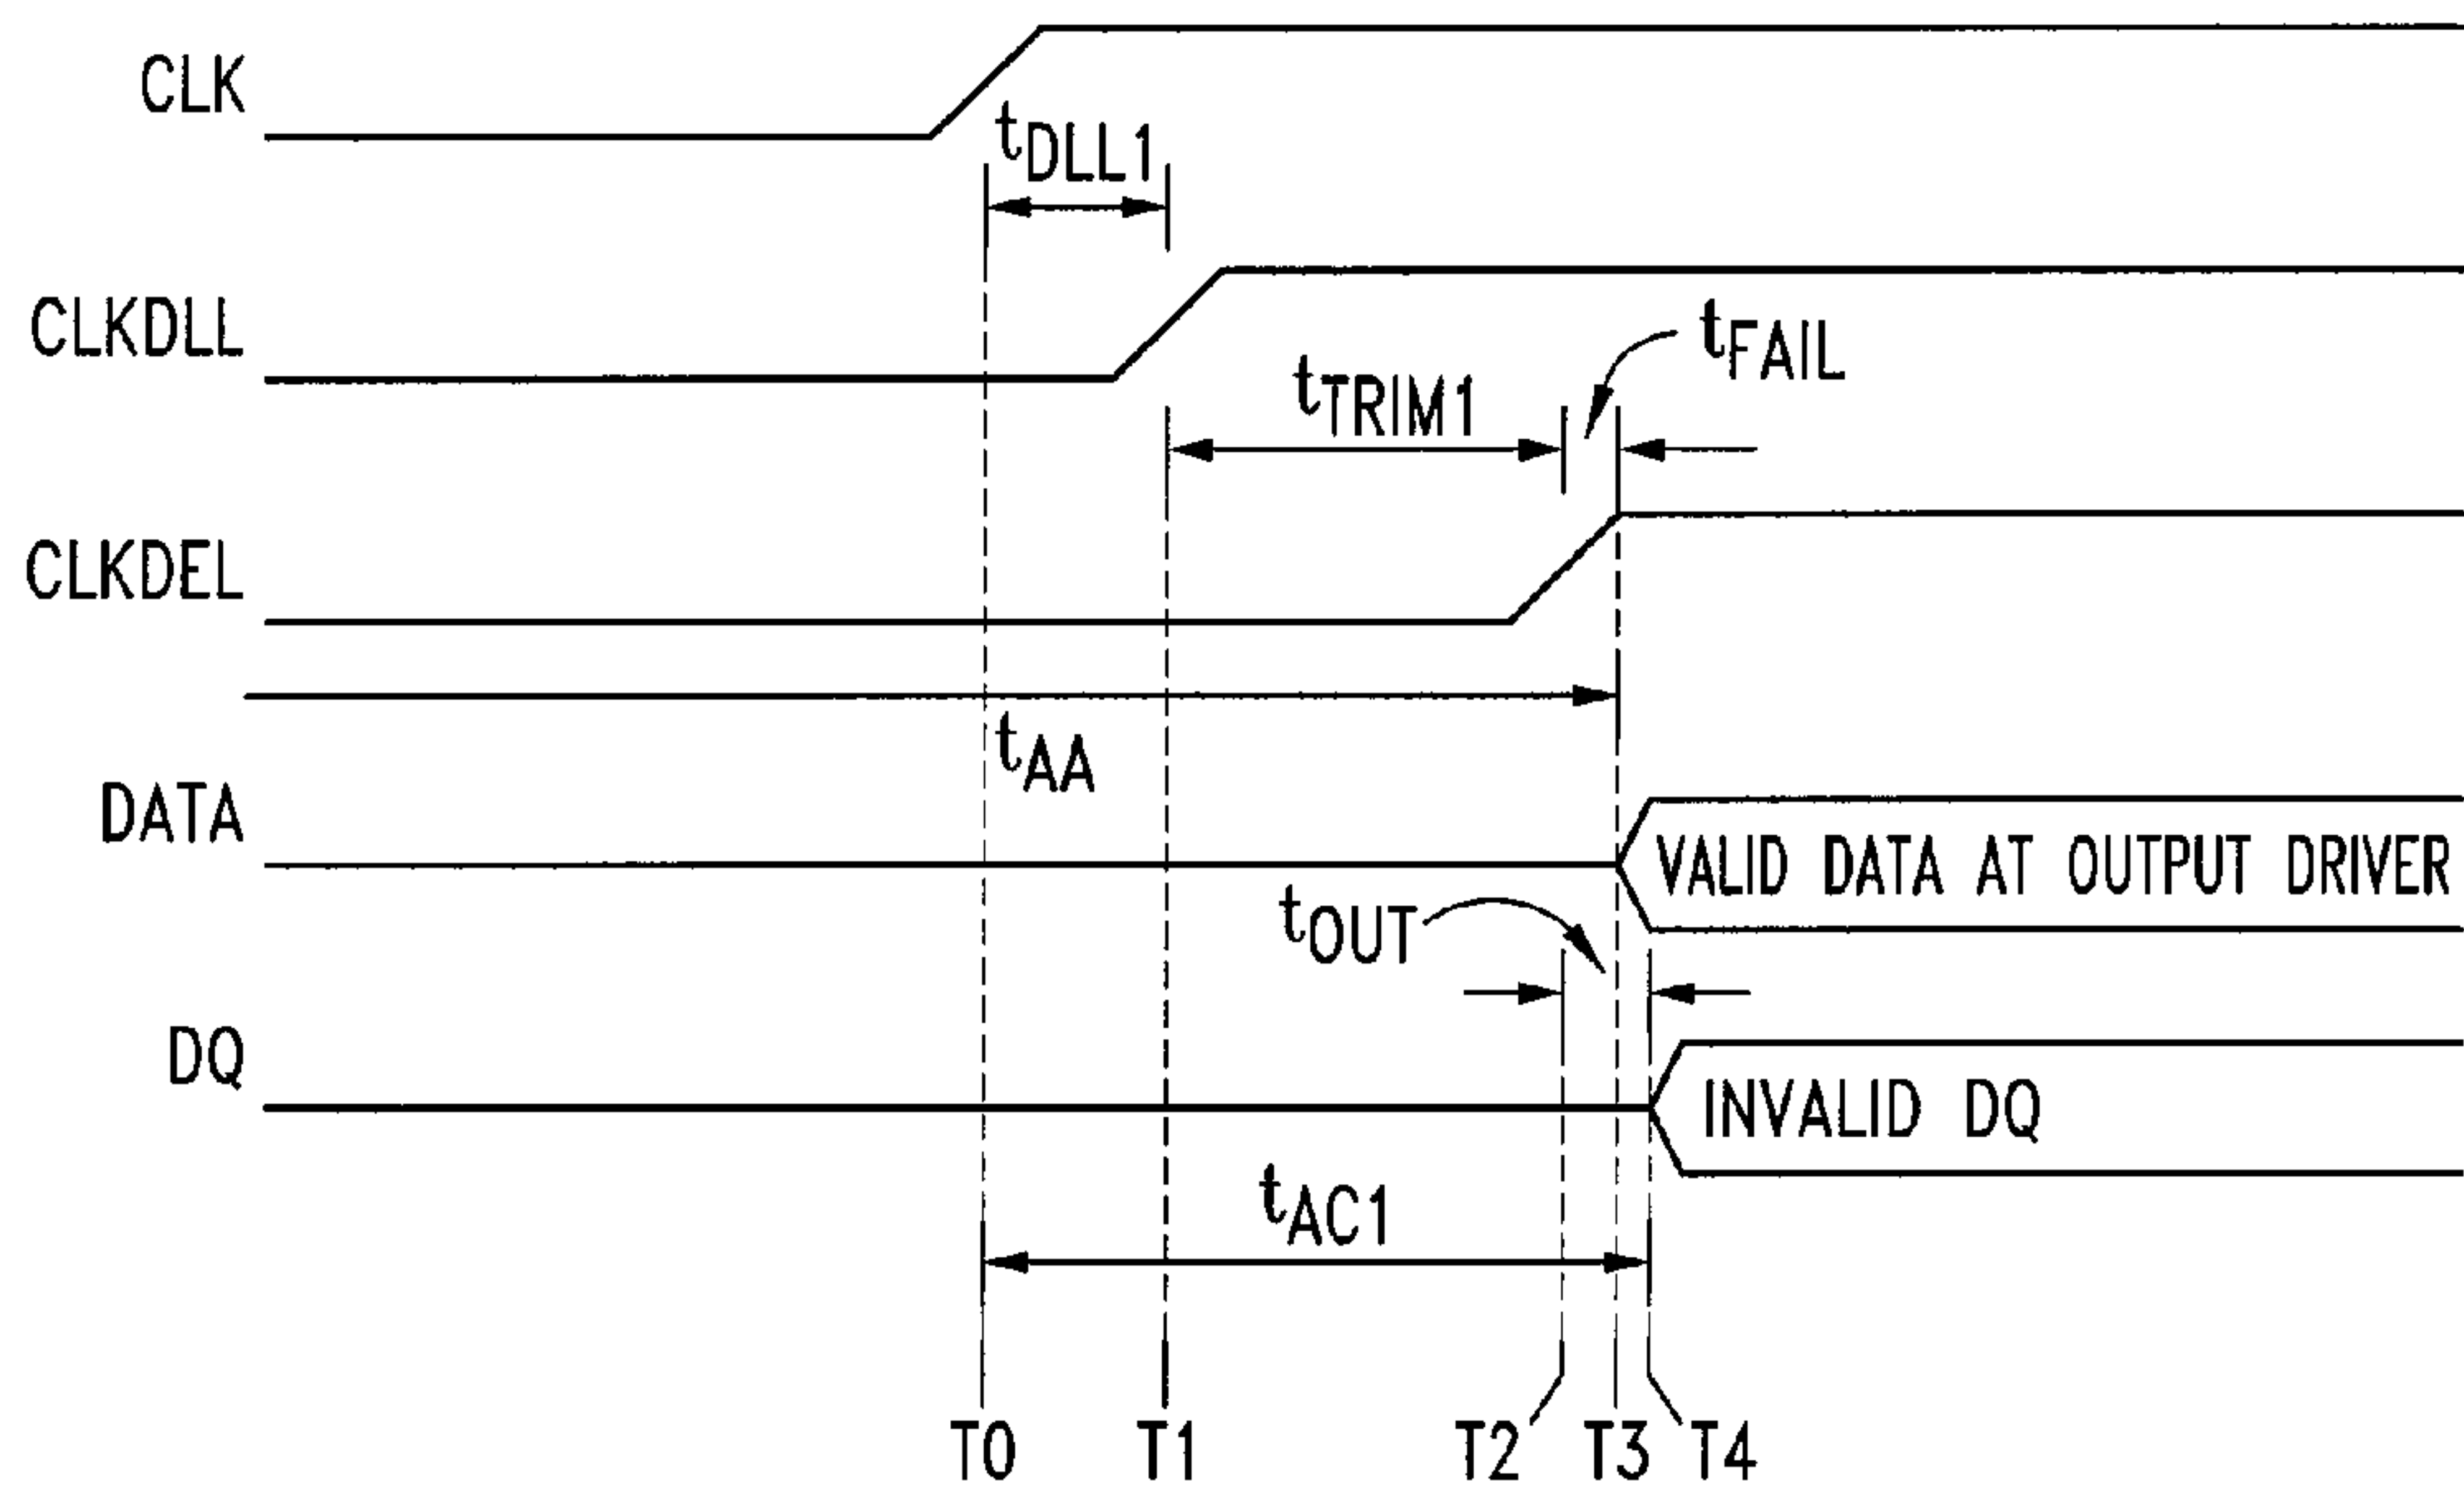 CLK
tDLL1
CLKDLL
tFAIL
tTRIM1
CLKDEL
tAA
DATA
VALID DATA AT OUTPUT DRIVER
tOUT
DQ
INVALID DQ
tAC1
T0 T1 T2 T3 T4